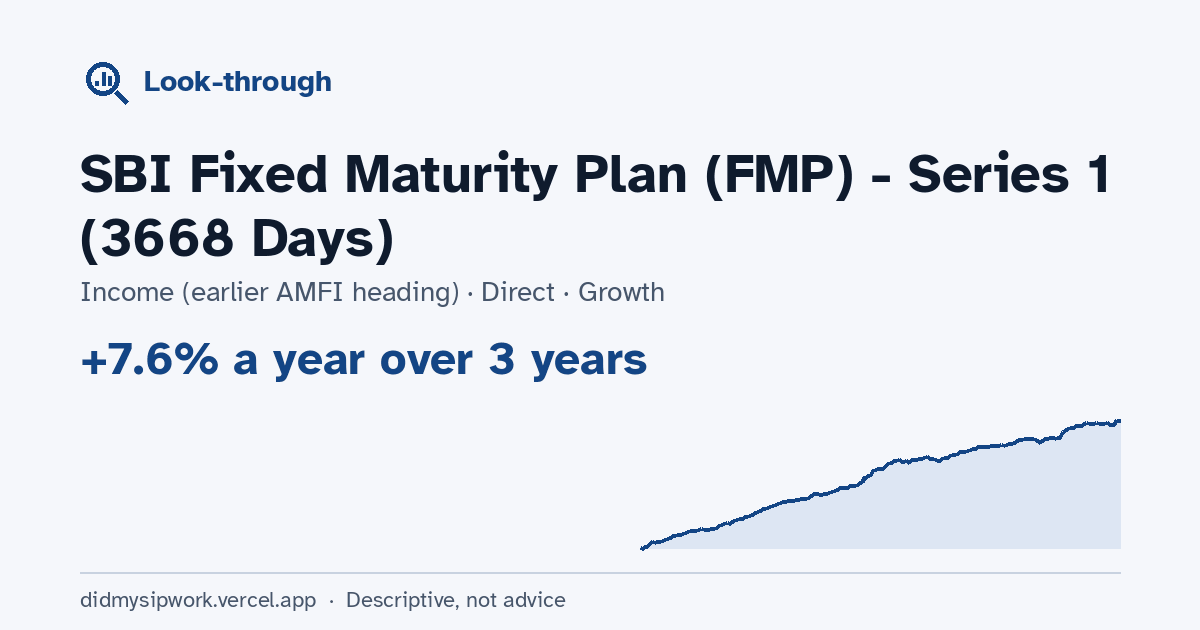 Look-through
SBI Fixed Maturity Plan (FMP) - Series 1
(3668 Days)
Income (earlier AMFI heading) · Direct · Growth
+7.6% a year over 3 years
didmysipwork.vercel.app · Descriptive, not advice